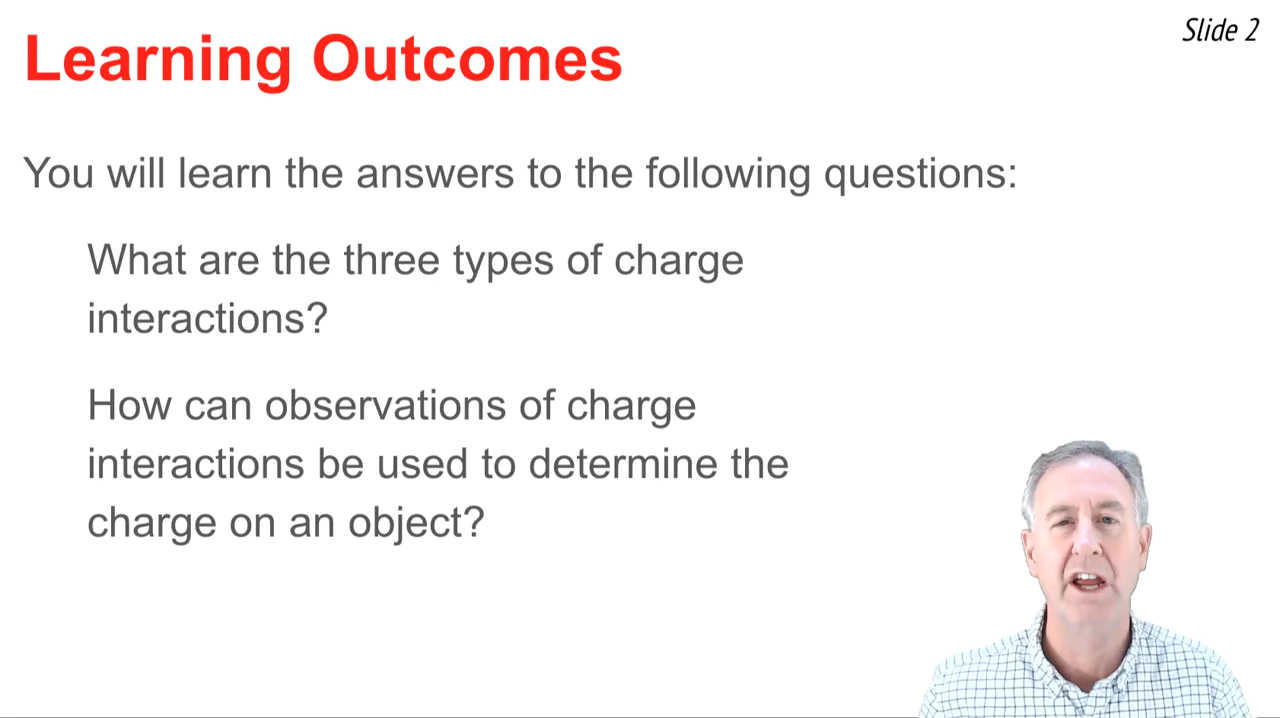 Slide 2
Learning Outcomes
You will learn the answers to the following questions:
What are the three types of charge
interactions?
How can observations of charge
interactions be used to determine the
charge on an object?